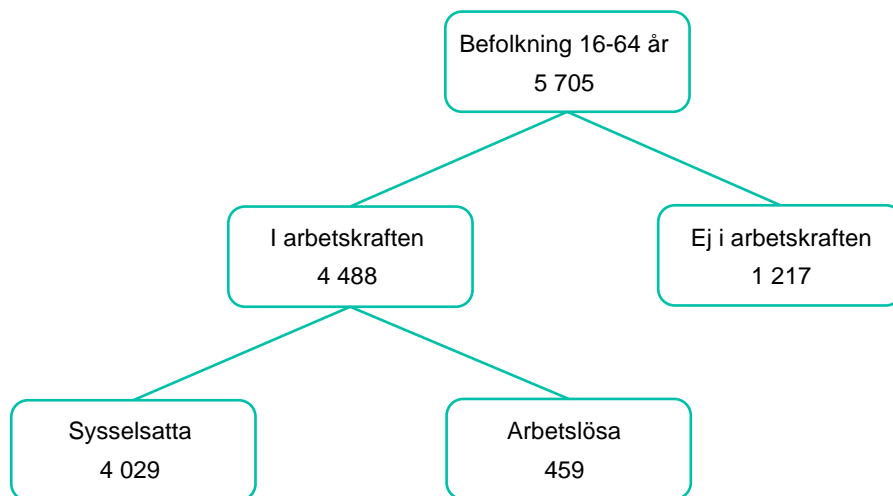 Befolkning 16-64 år
5 705
I arbetskraften
4 488
Ej i arbetskraften
1 217
Sysselsatta
4 029
Arbetslösa
459